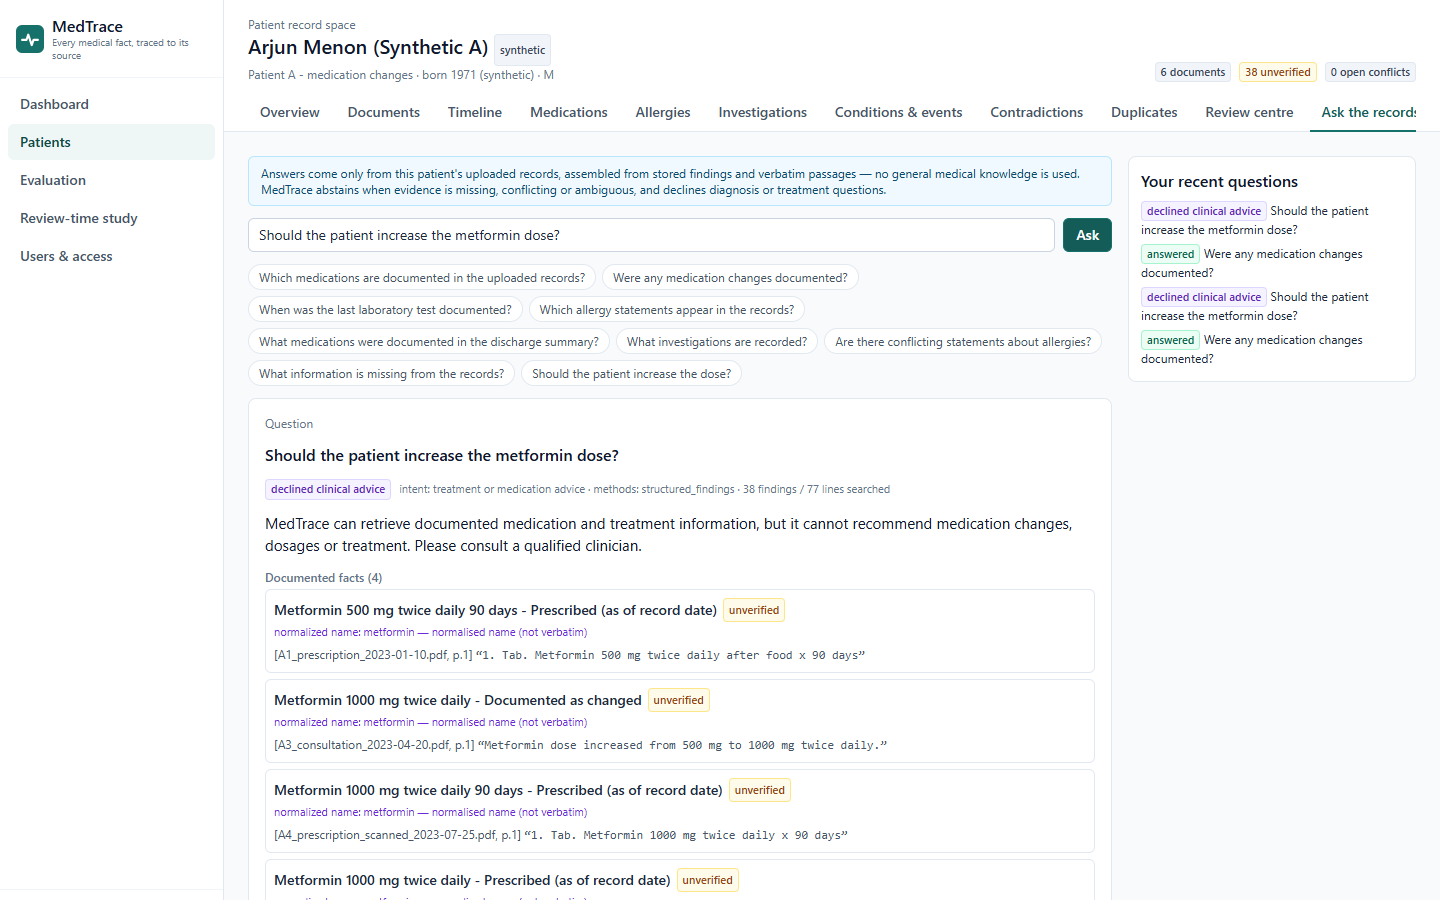 MedTrace
Every medical fact, traced to its
source
Dashboard
Patients
Evaluation
Review-time study
Users & access
Patient record space
Arjun Menon (Synthetic A) synthetic
Patient A - medication changes · born 1971 (synthetic) · M
6 documents 38 unverified 0 open conflicts
Overview Documents Timeline Medications Allergies Investigations Conditions & events Contradictions Duplicates Review centre Ask the records
Answers come only from this patient's uploaded records, assembled from stored findings and verbatim passages — no general medical knowledge is used.
MedTrace abstains when evidence is missing, conflicting or ambiguous, and declines diagnosis or treatment questions.
Should the patient increase the metformin dose? Ask
Which medications are documented in the uploaded records? Were any medication changes documented?
When was the last laboratory test documented? Which allergy statements appear in the records?
What medications were documented in the discharge summary? What investigations are recorded? Are there conflicting statements about allergies?
What information is missing from the records? Should the patient increase the dose?
Question
Should the patient increase the metformin dose?
declined clinical advice intent: treatment or medication advice · methods: structured_findings · 38 findings / 77 lines searched
MedTrace can retrieve documented medication and treatment information, but it cannot recommend medication changes,
dosages or treatment. Please consult a qualified clinician.
Documented facts (4)
Metformin 500 mg twice daily 90 days - Prescribed (as of record date) unverified
normalized name: metformin — normalised name (not verbatim)
[A1_prescription_2023-01-10.pdf, p.1] “1. Tab. Metformin 500 mg twice daily after food x 90 days”
Metformin 1000 mg twice daily - Documented as changed unverified
normalized name: metformin — normalised name (not verbatim)
[A3_consultation_2023-04-20.pdf, p.1] “Metformin dose increased from 500 mg to 1000 mg twice daily.”
Metformin 1000 mg twice daily 90 days - Prescribed (as of record date) unverified
normalized name: metformin — normalised name (not verbatim)
[A4_prescription_scanned_2023-07-25.pdf, p.1] “1. Tab. Metformin 1000 mg twice daily x 90 days”
Metformin 1000 mg twice daily - Prescribed (as of record date) unverified
Your recent questions
declined clinical advice Should the patient
increase the metformin dose?
answered Were any medication changes
documented?
declined clinical advice Should the patient
increase the metformin dose?
answered Were any medication changes
documented?